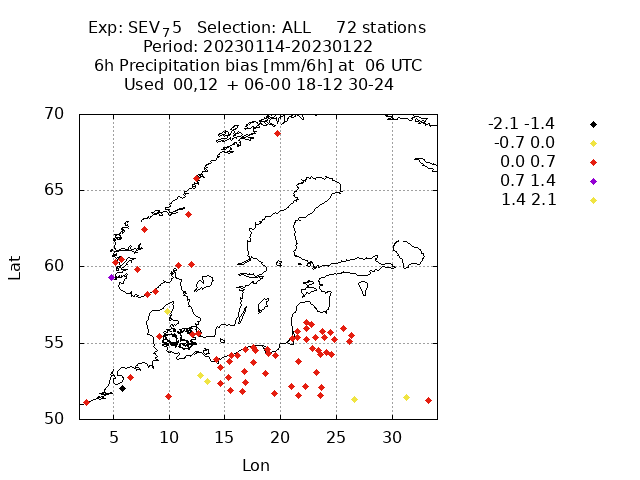 Exp: SEV7 5 Selection: ALL 72 stations
Period: 20230114-20230122
6h Precipitation bias [mm/6h] at 06 UTC
Used 00,12 + 06-00 18-12 30-24
-2.1 -1.4
-0.7 0.0
0.0 0.7
0.7 1.4
1.4 2.1
70
65
60
55
50
Lat
5 10 15 20 25 30
Lon